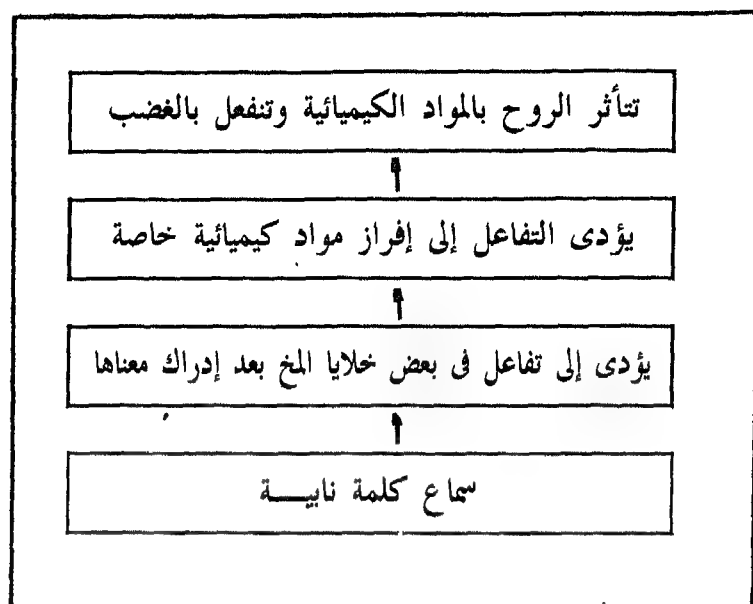 تتأثر الروح بالمواد الكيميائية وتنفعل بالغضب
يؤدى التفاعل إلى إفراز مواد كيميائية خاصة
يؤدى إلى تفاعل فى بعض خلايا المخ بعد إدراك معناها
سماع كلمة نابيـــة